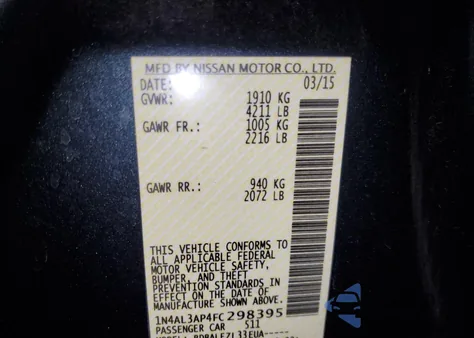 MFD BY NISSAN MOTOR CO., LTD.
DATE: 03/15
GVWR: 1910 KG
4211 LB
GAWR FR.: 1005 KG
2216 LB
GAWR RR.: 940 KG
2072 LB
THIS VEHICLE CONFORMS TO
ALL APPLICABLE FEDERAL
MOTOR VEHICLE SAFETY,
BUMPER, AND THEFT
PREVENTION STANDARDS IN
EFFECT ON THE DATE OF
MANUFACTURE SHOWN ABOVE.
1N4AL3AP4FC298395
PASSENGER CAR S11